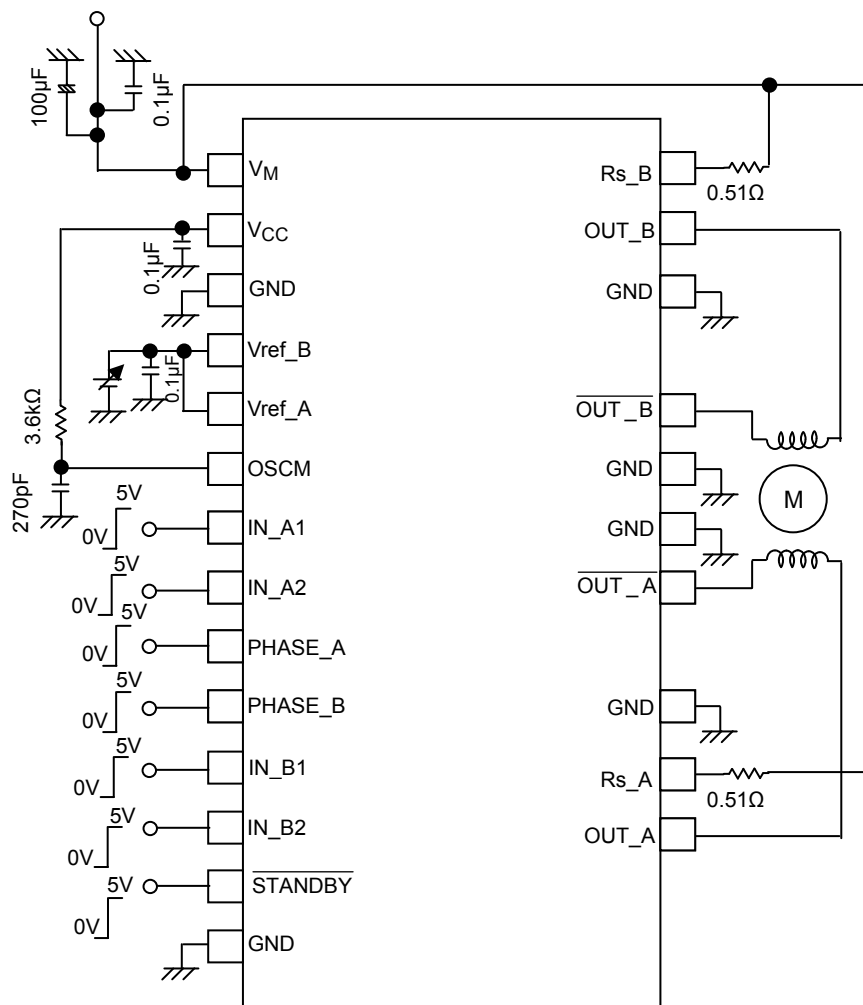 100µF
0.1µF
V_M
V_CC
0.1µF
GND
Vref_B
0.1µF
Vref_A
3.6kΩ
OSCM
270pF
5V
0V
IN_A1
5V
0V
IN_A2
5V
0V
PHASE_A
5V
0V
PHASE_B
5V
0V
IN_B1
5V
0V
IN_B2
5V
0V
STANDBY
GND
Rs_B
0.51Ω
OUT_B
GND
OUT_B
GND
M
GND
OUT_A
GND
Rs_A
0.51Ω
OUT_A